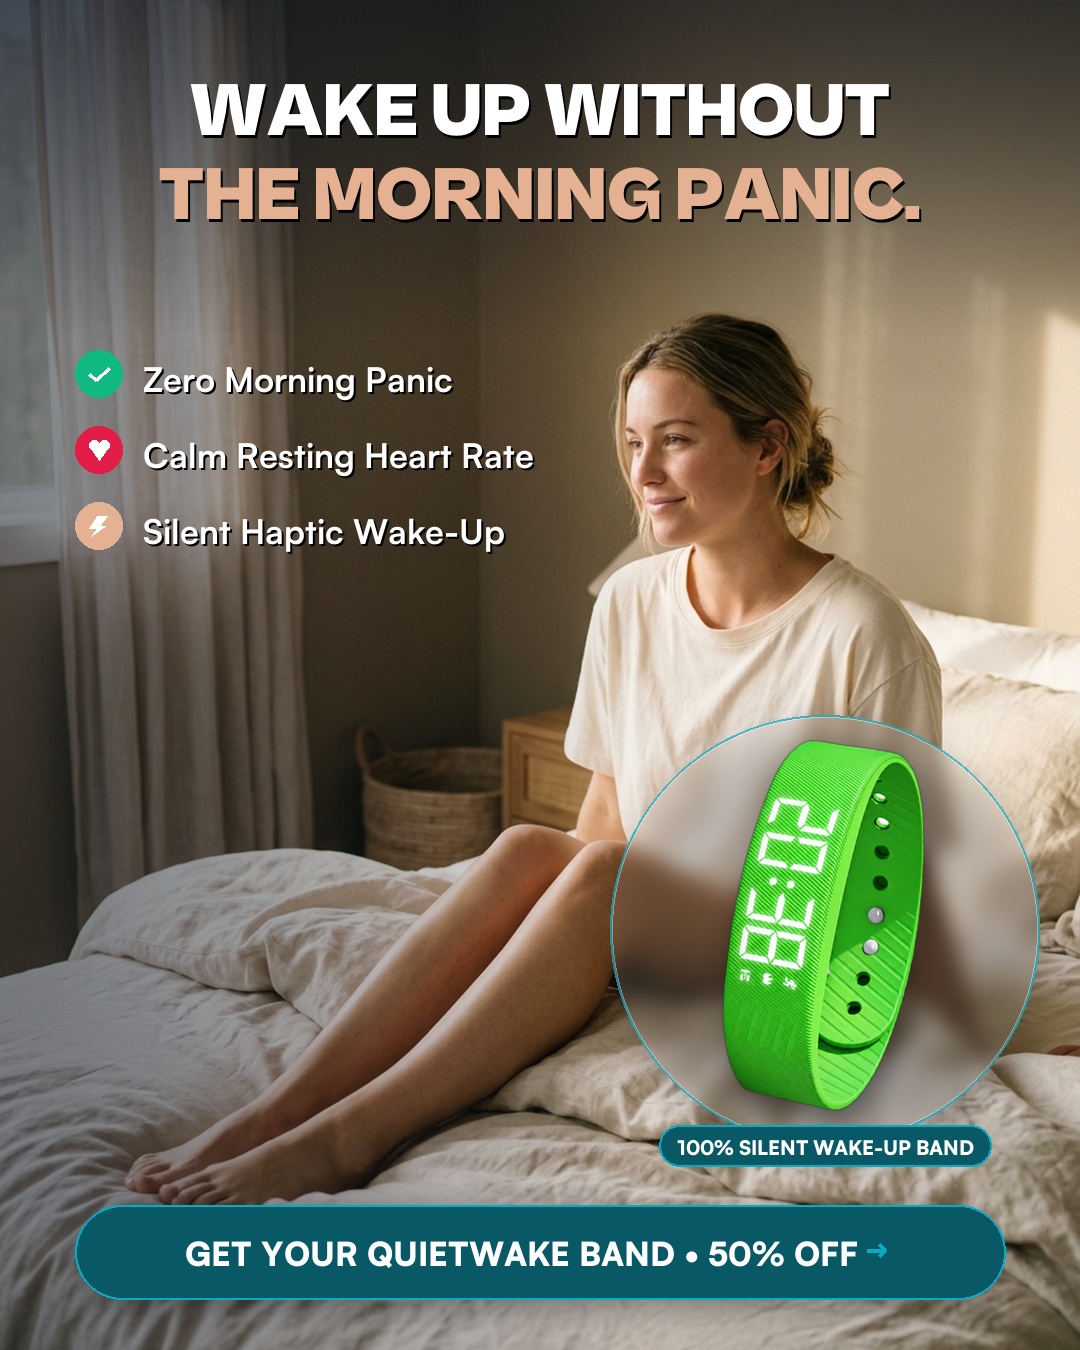 WAKE UP WITHOUT
THE MORNING PANIC.
Zero Morning Panic
Calm Resting Heart Rate
Silent Haptic Wake-Up
100% SILENT WAKE-UP BAND
GET YOUR QUIETWAKE BAND • 50% OFF →